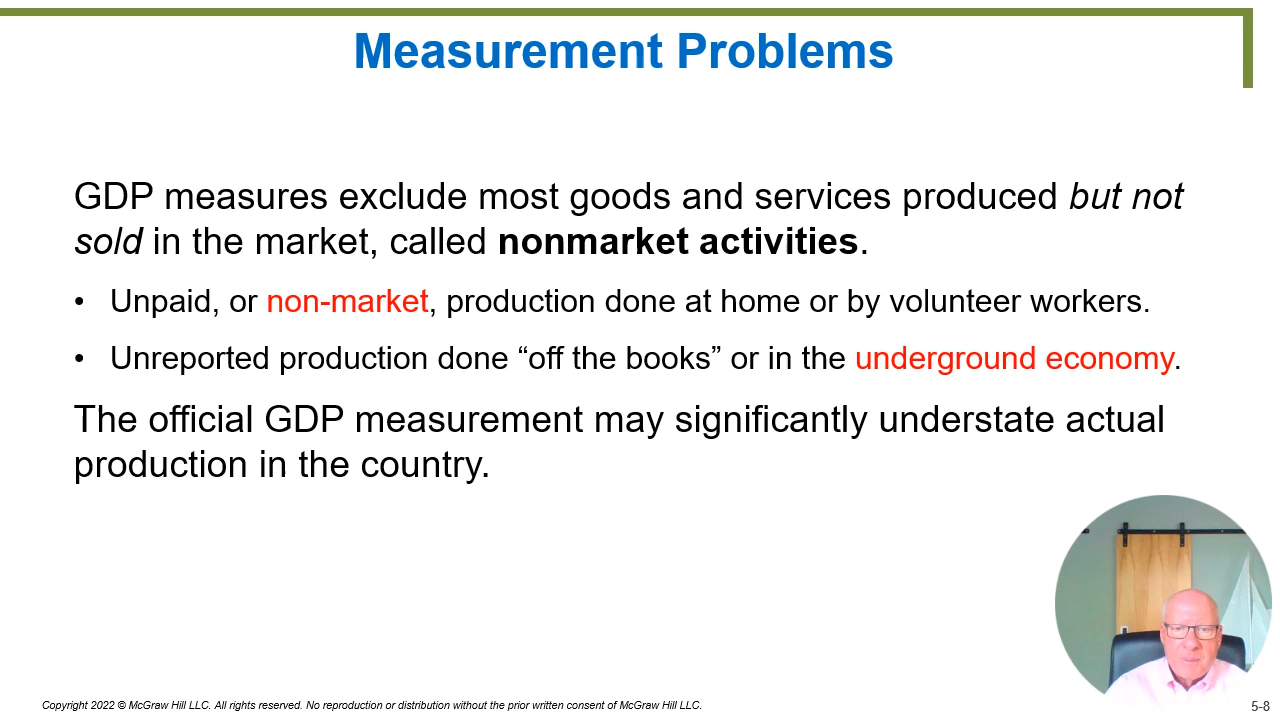 Measurement Problems
GDP measures exclude most goods and services produced but not
sold in the market, called nonmarket activities.
• Unpaid, or non-market, production done at home or by volunteer workers.
• Unreported production done “off the books” or in the underground economy.
The official GDP measurement may significantly understate actual
production in the country.
Copyright 2022 © McGraw Hill LLC. All rights reserved. No reproduction or distribution without the prior written consent of McGraw Hill LLC.
5-8